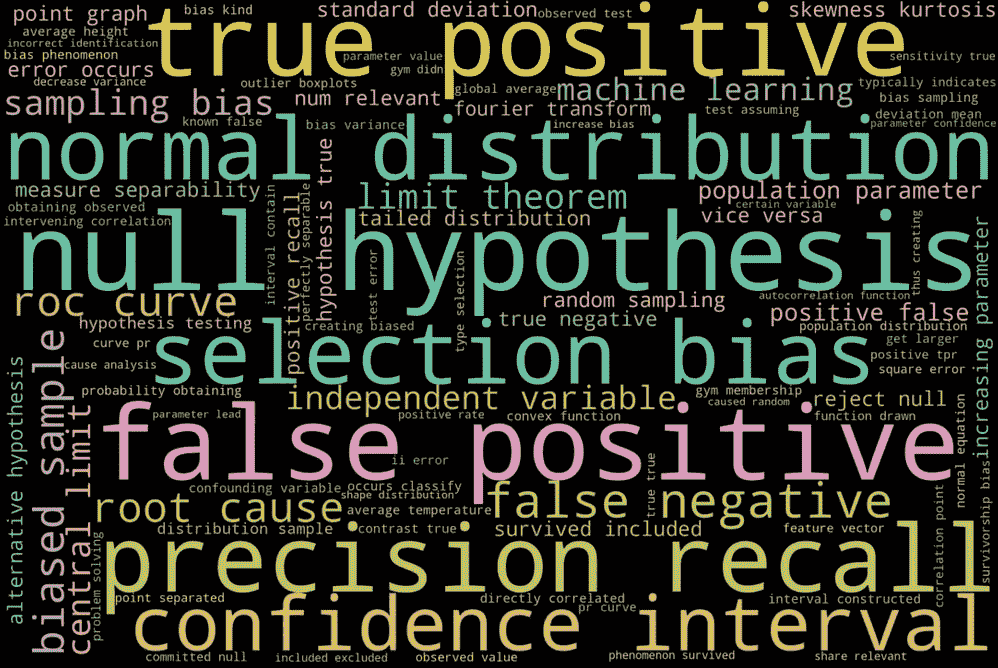 point graph
bias kind
standard deviation
observed test
skewness kurtosis
average height
true positive
incorrect identification
parameter value
sensitivity true
bias phenomenon
gym didn
error occurs
decrease variance
outlier boxplots
global average
machine learning
typically indicates
sampling bias
num relevant
fourier transform
bias sampling
deviation mean
known false
bias variance
increase bias
test assuming
parameter confidence
normal distribution
measure separability
limit theorem
population parameter
obtaining observed
certain variable
intervening correlation
tailed distribution
vice versa
interval contain
positive recall
perfectly separable
hypothesis true
null hypothesis
test error
type selection
thus creating
increasing parameter
roc curve
random sampling
autocorrelation function
positive false
hypothesis testing
creating biased
true negative
population distribution
curve pr
get larger
selection bias
cause analysis
positive tpr
square error
probability obtaining
independent variable
gym membership
caused random
reject null
parameter lead
positive rate
convex function
function drawn
false positive
alternative hypothesis
biased sample
central limit
problem solving
ii error
confounding variable
occurs classify
shape distribution
true true
normal equation
survivorship bias
correlation point
root cause
average temperature
false negative
distribution sample
contrast true
survived included
feature vector
precision recall
point separated
directly correlated
interval constructed
pr curve
confidence interval
committed null
included excluded
observed value
phenomenon survived
share relevant